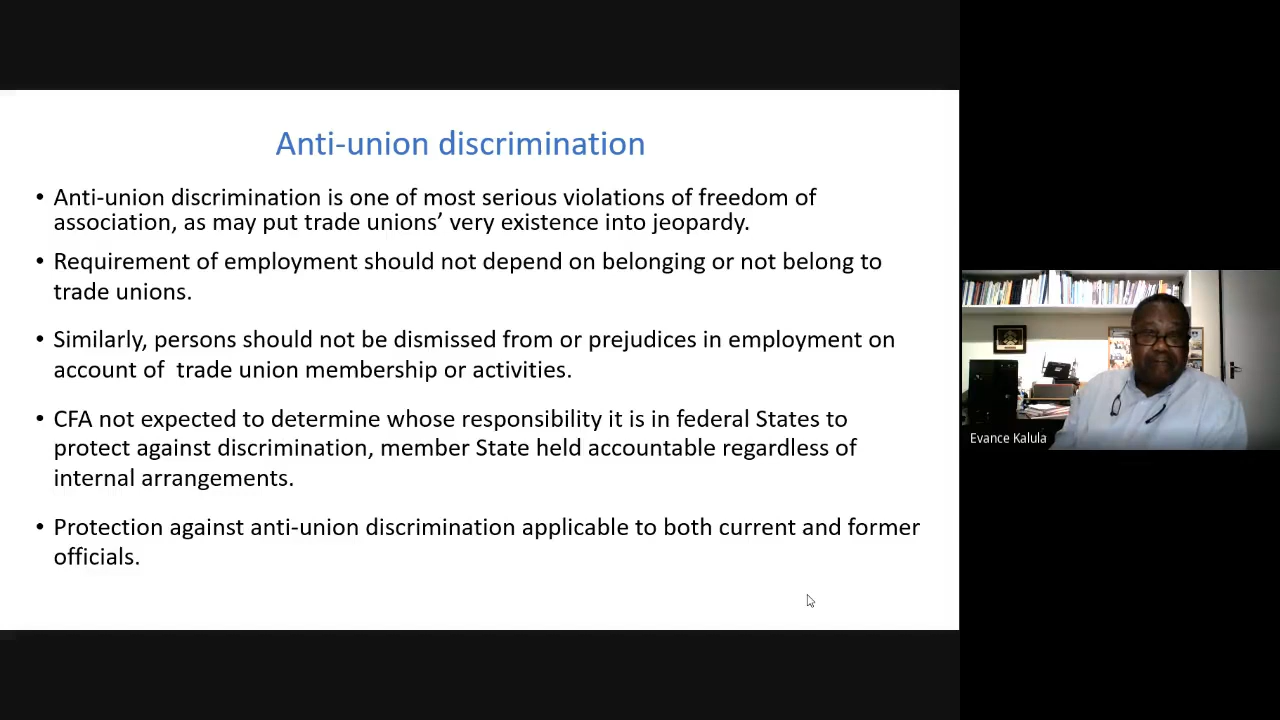 Anti-union discrimination
• Anti-union discrimination is one of most serious violations of freedom of
association, as may put trade unions’ very existence into jeopardy.
• Requirement of employment should not depend on belonging or not belong to
trade unions.
• Similarly, persons should not be dismissed from or prejudices in employment on
account of  trade union membership or activities.
• CFA not expected to determine whose responsibility it is in federal States to
protect against discrimination, member State held accountable regardless of
internal arrangements.
• Protection against anti-union discrimination applicable to both current and former
officials.
Evance Kalula